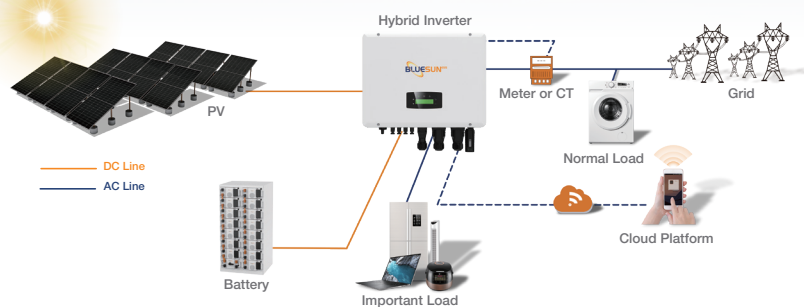 Hybrid Inverter
BLUESUN
PV
Meter or CT
Grid
Normal Load
DC Line
AC Line
Battery
Important Load
Cloud Platform